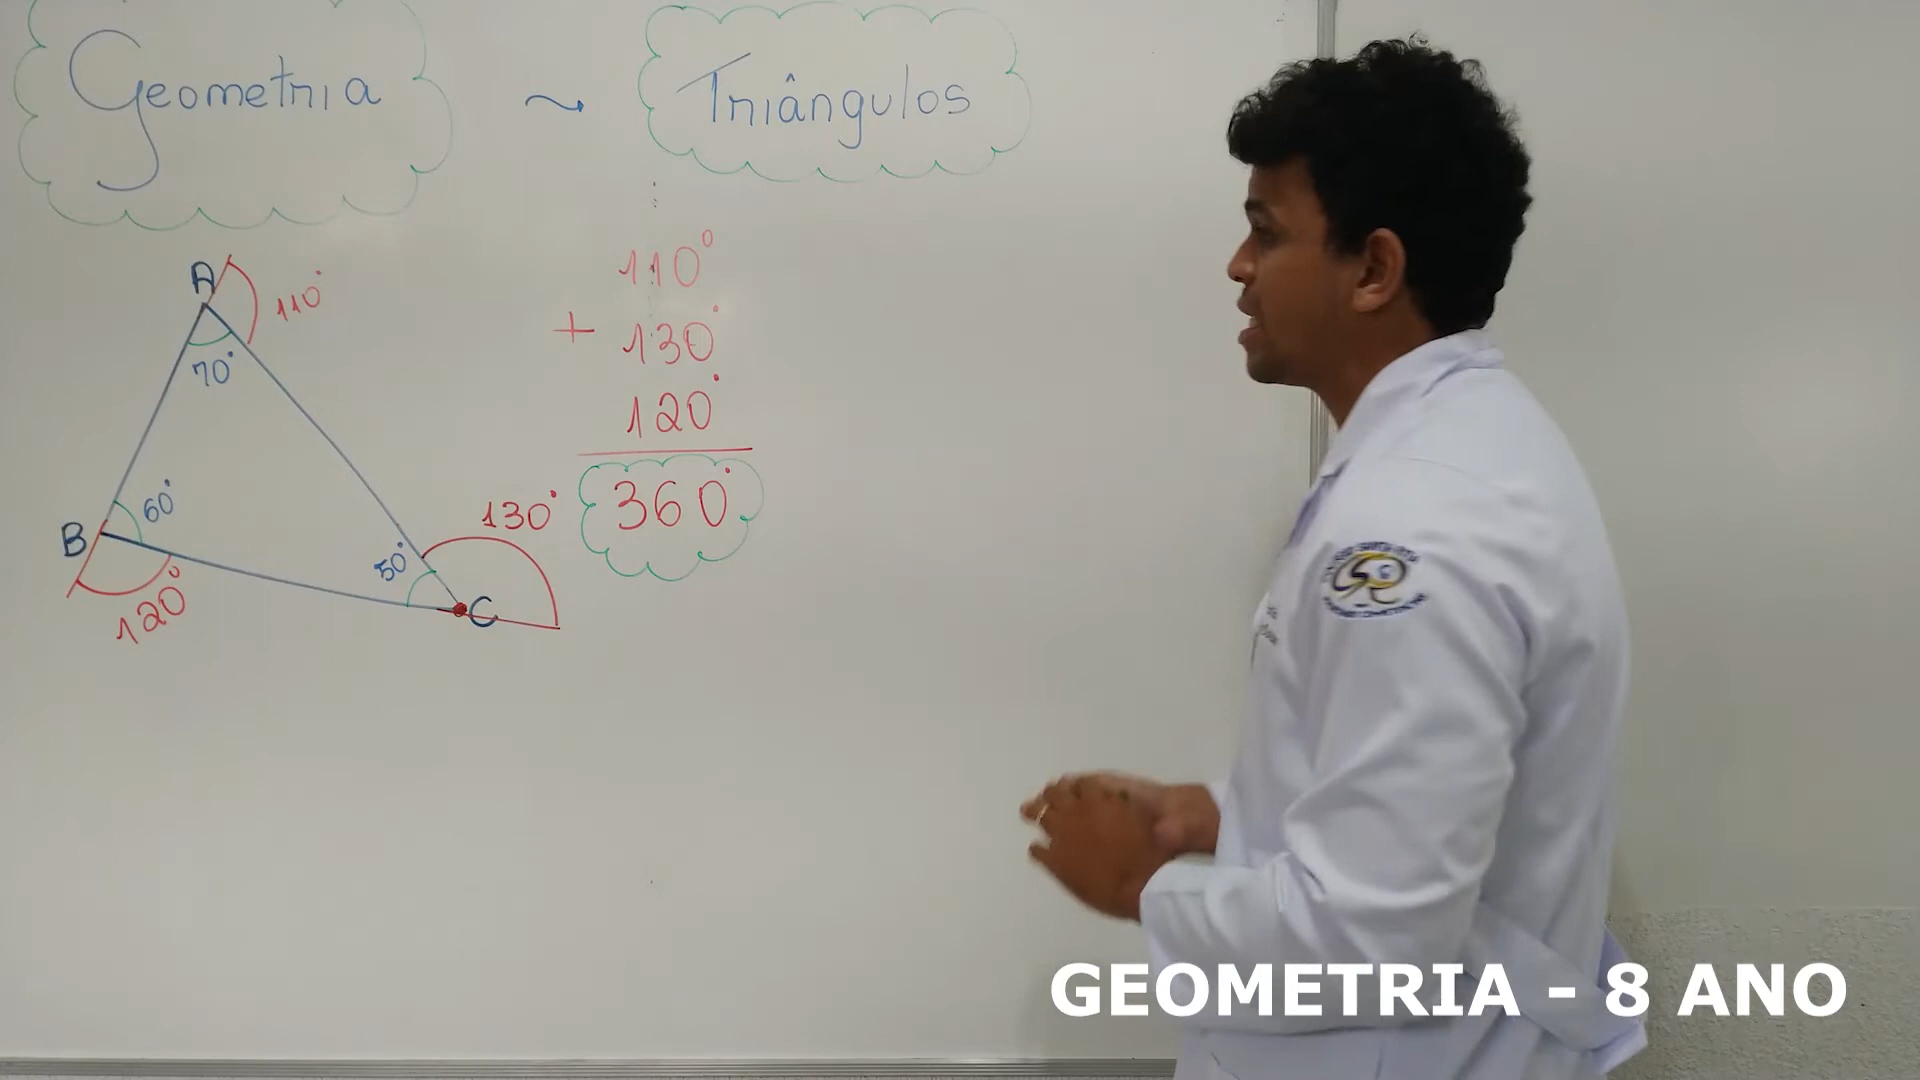 Geometria ~ Triângulos
A
110°
70°
B
60°
120°
50°
130°
C
110°
+ 130°
120°
360°
GEOMETRIA - 8 ANO